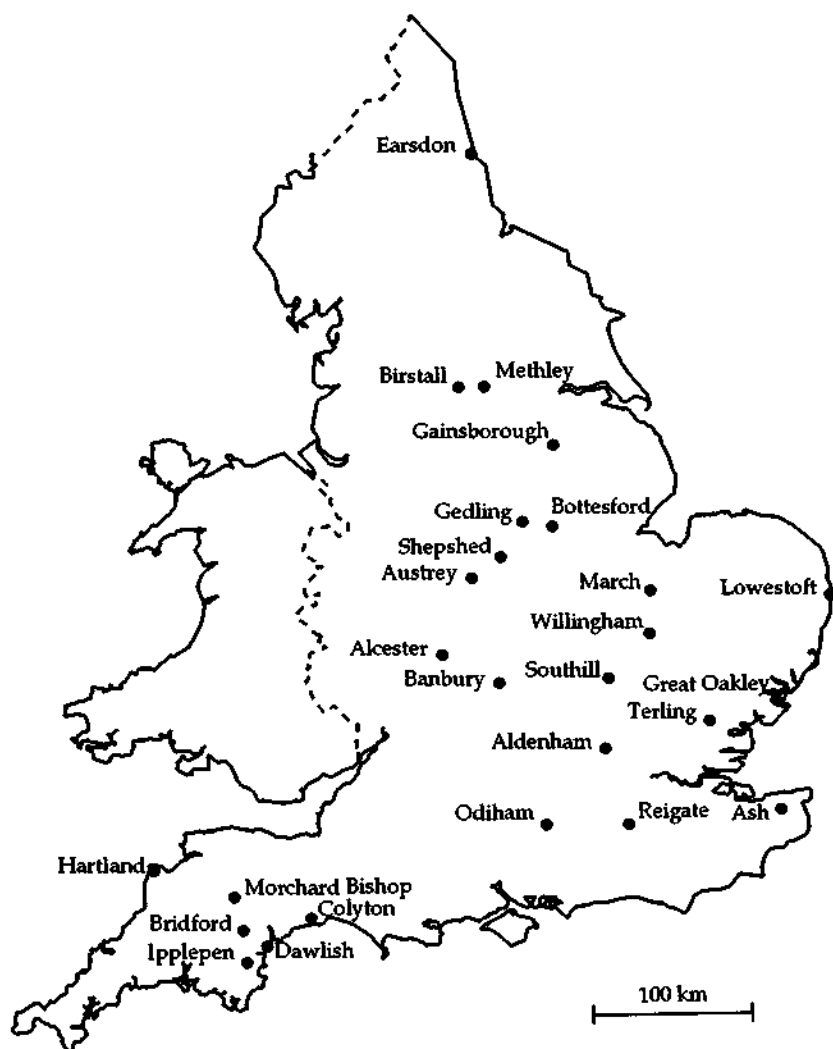 Earsdon
Birstall
Methley
Gainsborough
Gedling
Bottesford
Shepshed
Austrey
March
Lowestoft
Willingham
Alcester
Banbury
Southill
Great Oakley
Terling
Aldenham
Odiham
Reigate
Ash
Hartland
Morchard Bishop
Colyton
Bridford
Ipplepen
Dawlish
100 km